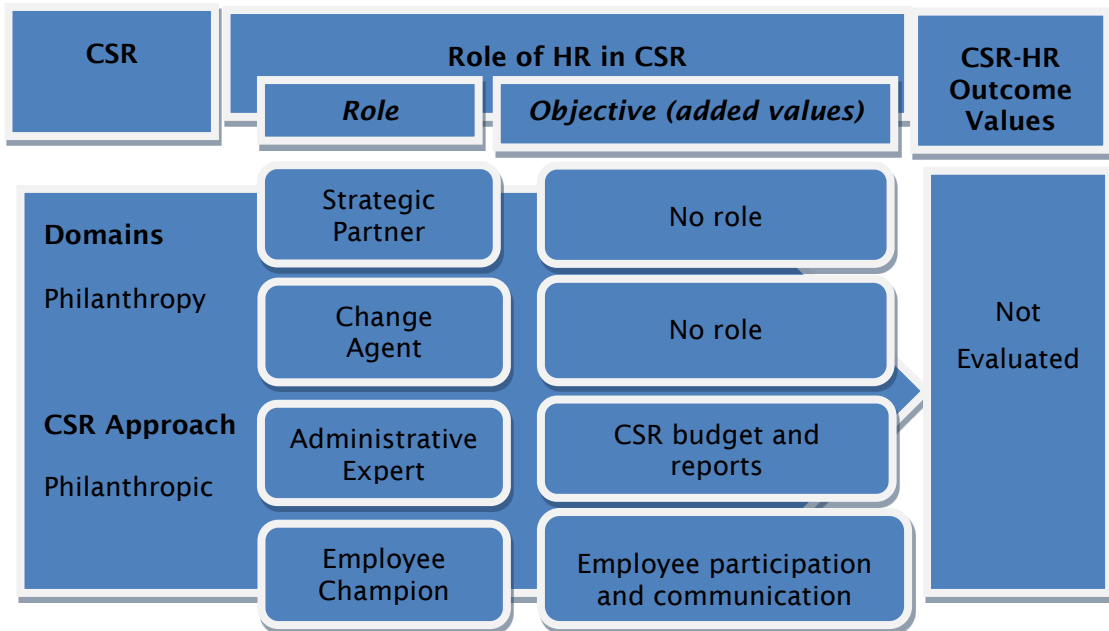 CSR
Role of HR in CSR
CSR-HR
Outcome
Values
Role
Objective (added values)
Domains
Philanthropy
CSR Approach
Philanthropic
Strategic
Partner
No role
Change
Agent
No role
Administrative
Expert
CSR budget and
reports
Employee
Champion
Employee participation
and communication
Not
Evaluated